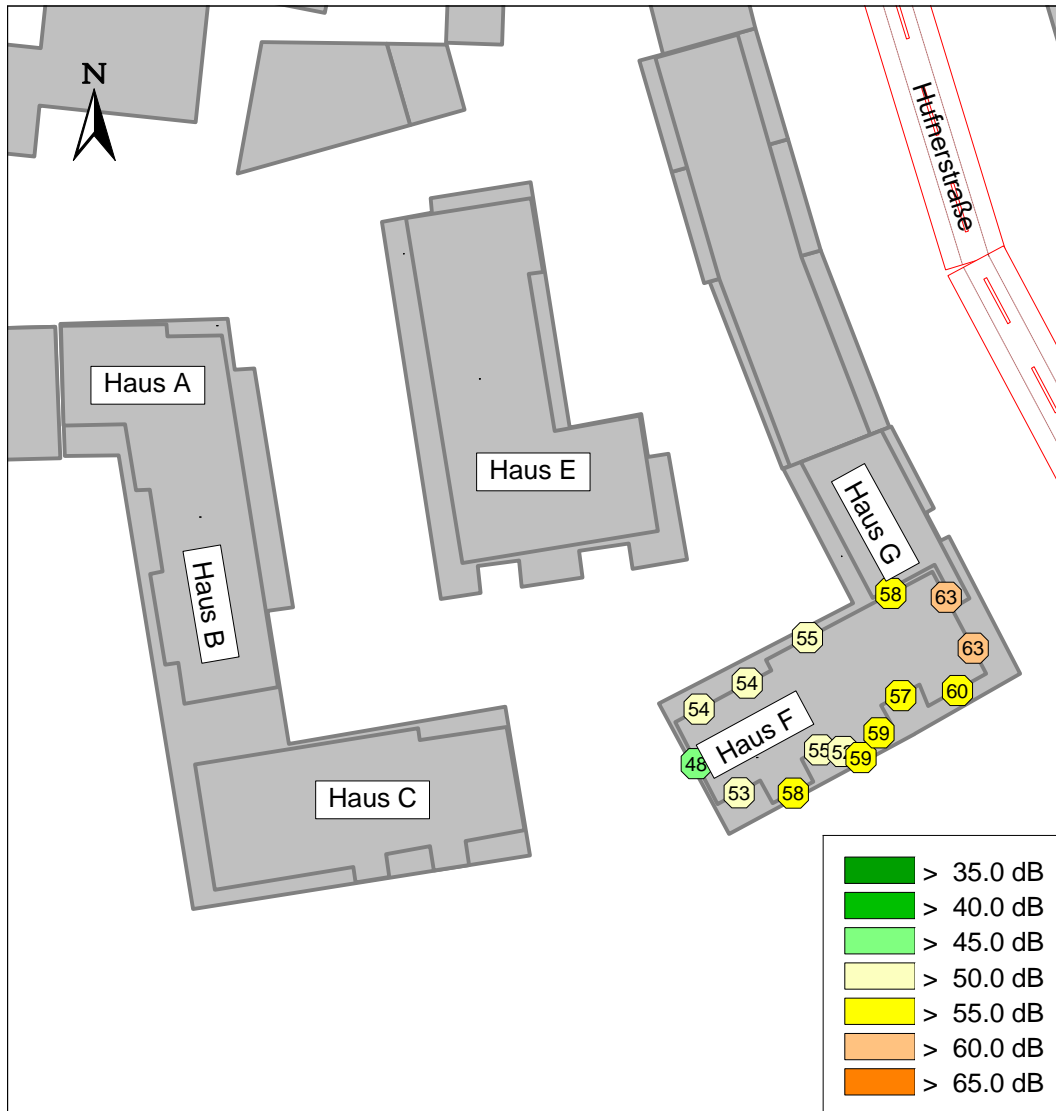 N
Hufnerstraße
Haus A
Haus E
Haus G
Haus B
58
63
55
63
54
54
60
57
Haus F
59
55
52
59
48
53
58
Haus C
> 35.0 dB
> 40.0 dB
> 45.0 dB
> 50.0 dB
> 55.0 dB
> 60.0 dB
> 65.0 dB